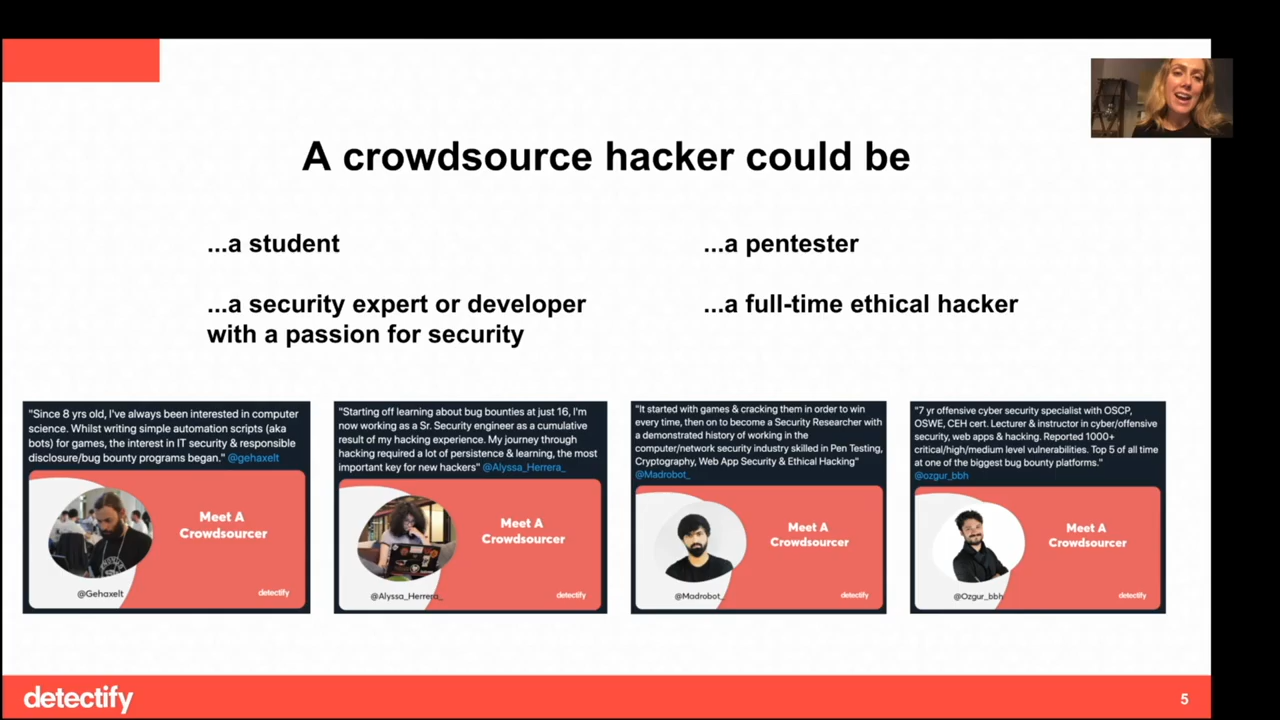 A crowdsource hacker could be
...a student
...a pentester
...a security expert or developer
with a passion for security
...a full-time ethical hacker
"Since 8 yrs old, I've always been interested in computer
science. Whilst writing simple automation scripts (aka
bots) for games, the interest in IT security & responsible
disclosure/bug bounty programs began." @gehaxelt
Meet A
Crowdsourcer
@Gehaxelt
detectify
"Starting off learning about bug bounties at just 16, I'm
now working as a Sr. Security engineer as a cumulative
result of my hacking experience. My journey through
hacking required a lot of persistence & learning, the most
important key for new hackers" @Alyssa_Herrera_
Meet A
Crowdsourcer
@Alyssa_Herrera_
detectify
"It started with games & cracking them in order to win
every time, then on to become a Security Researcher with
a demonstrated history of working in the
computer/network security industry skilled in Pen Testing,
Cryptography, Web App Security & Ethical Hacking"
@Madrobot_
Meet A
Crowdsourcer
@Madrobot_
detectify
"7 yr offensive cyber security specialist with OSCP,
OSWE, CEH cert. Lecturer & instructor in cyber/offensive
security, web apps & hacking. Reported 1000+
critical/high/medium level vulnerabilities. Top 5 of all time
at one of the biggest bug bounty platforms."
@ozgur_bbh
Meet A
Crowdsourcer
@Ozgur_bbh
detectify
detectify
5